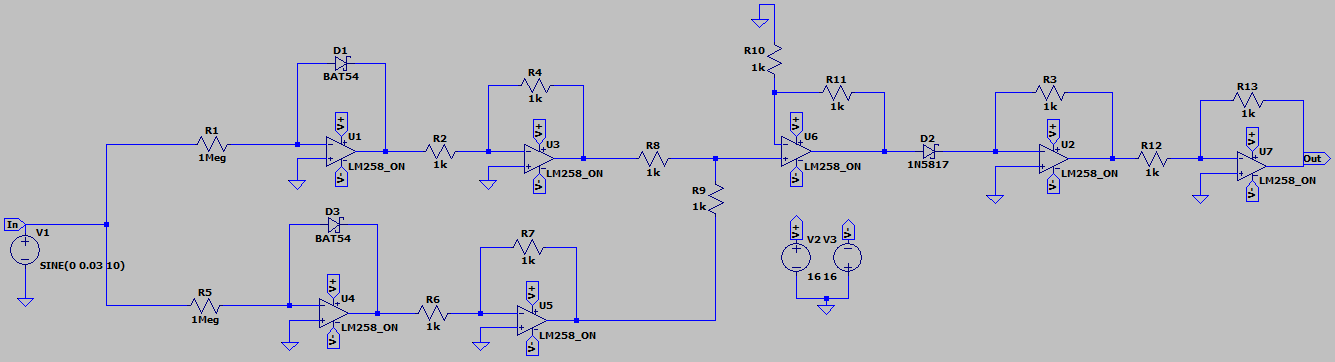 D1
BAT54
R1
1Meg
V+
U1
LM258_ON
V-
R2
1k
R4
1k
V+
U3
LM258_ON
V-
R8
1k
R10
1k
R11
1k
V+
U6
LM258_ON
V-
D2
1N5817
R3
1k
V+
U2
LM258_ON
V-
R12
1k
R13
1k
V+
U7
LM258_ON
V-
Out
In
V1
SINE(0 0.03 10)
D3
BAT54
R5
1Meg
V+
U4
LM258_ON
V-
R6
1k
R7
1k
V+
U5
LM258_ON
V-
R9
1k
V+
V2
16
V-
V3
16